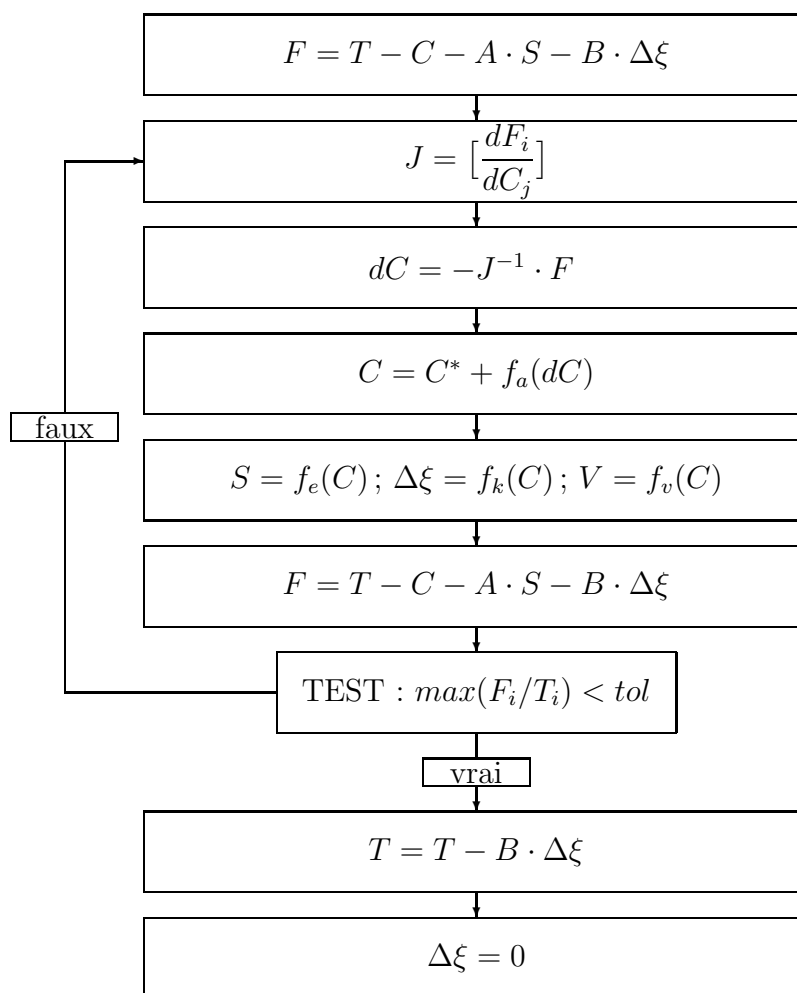 F = T − C − A · S − B · Δξ
J = [dF_i/dC_j]
dC = −J^{−1} · F
C = C^* + f_a(dC)
faux
S = f_e(C) ; Δξ = f_k(C) ; V = f_v(C)
F = T − C − A · S − B · Δξ
TEST : max(F_i/T_i) < tol
vrai
T = T − B · Δξ
Δξ = 0